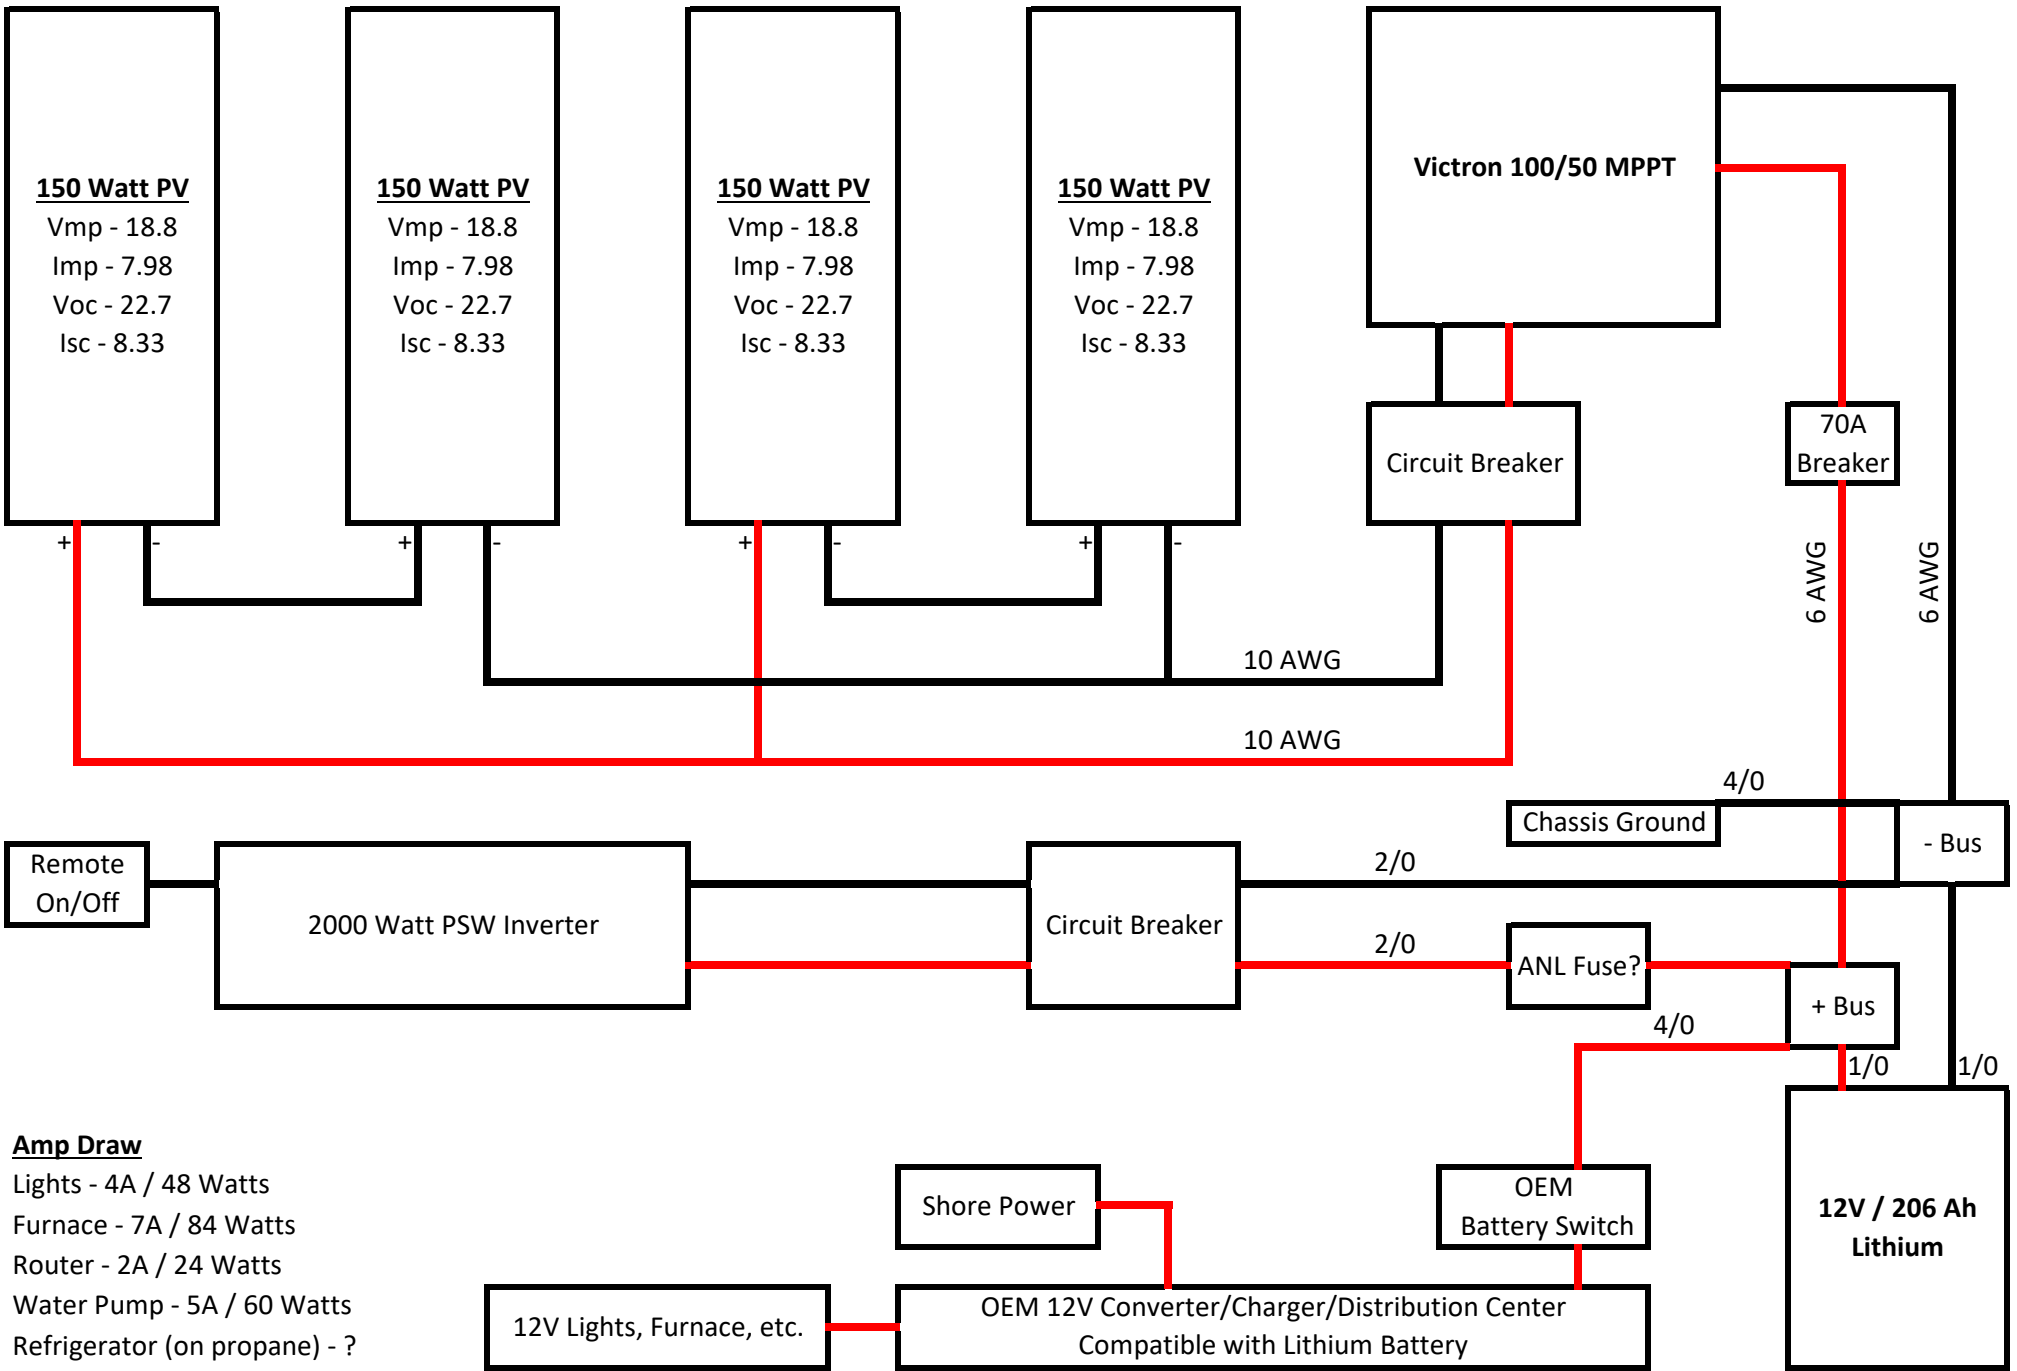 150 Watt PV
Vmp - 18.8
Imp - 7.98
Voc - 22.7
Isc - 8.33
+
-
150 Watt PV
Vmp - 18.8
Imp - 7.98
Voc - 22.7
Isc - 8.33
+
-
150 Watt PV
Vmp - 18.8
Imp - 7.98
Voc - 22.7
Isc - 8.33
+
-
150 Watt PV
Vmp - 18.8
Imp - 7.98
Voc - 22.7
Isc - 8.33
+
-
Victron 100/50 MPPT
Circuit Breaker
70A
Breaker
6 AWG
6 AWG
10 AWG
10 AWG
4/0
Chassis Ground
- Bus
Remote
On/Off
2000 Watt PSW Inverter
Circuit Breaker
2/0
2/0
ANL Fuse?
+ Bus
4/0
1/0
1/0
Amp Draw
Lights - 4A / 48 Watts
Furnace - 7A / 84 Watts
Router - 2A / 24 Watts
Water Pump - 5A / 60 Watts
Refrigerator (on propane) - ?
Shore Power
OEM
Battery Switch
12V / 206 Ah
Lithium
12V Lights, Furnace, etc.
OEM 12V Converter/Charger/Distribution Center
Compatible with Lithium Battery